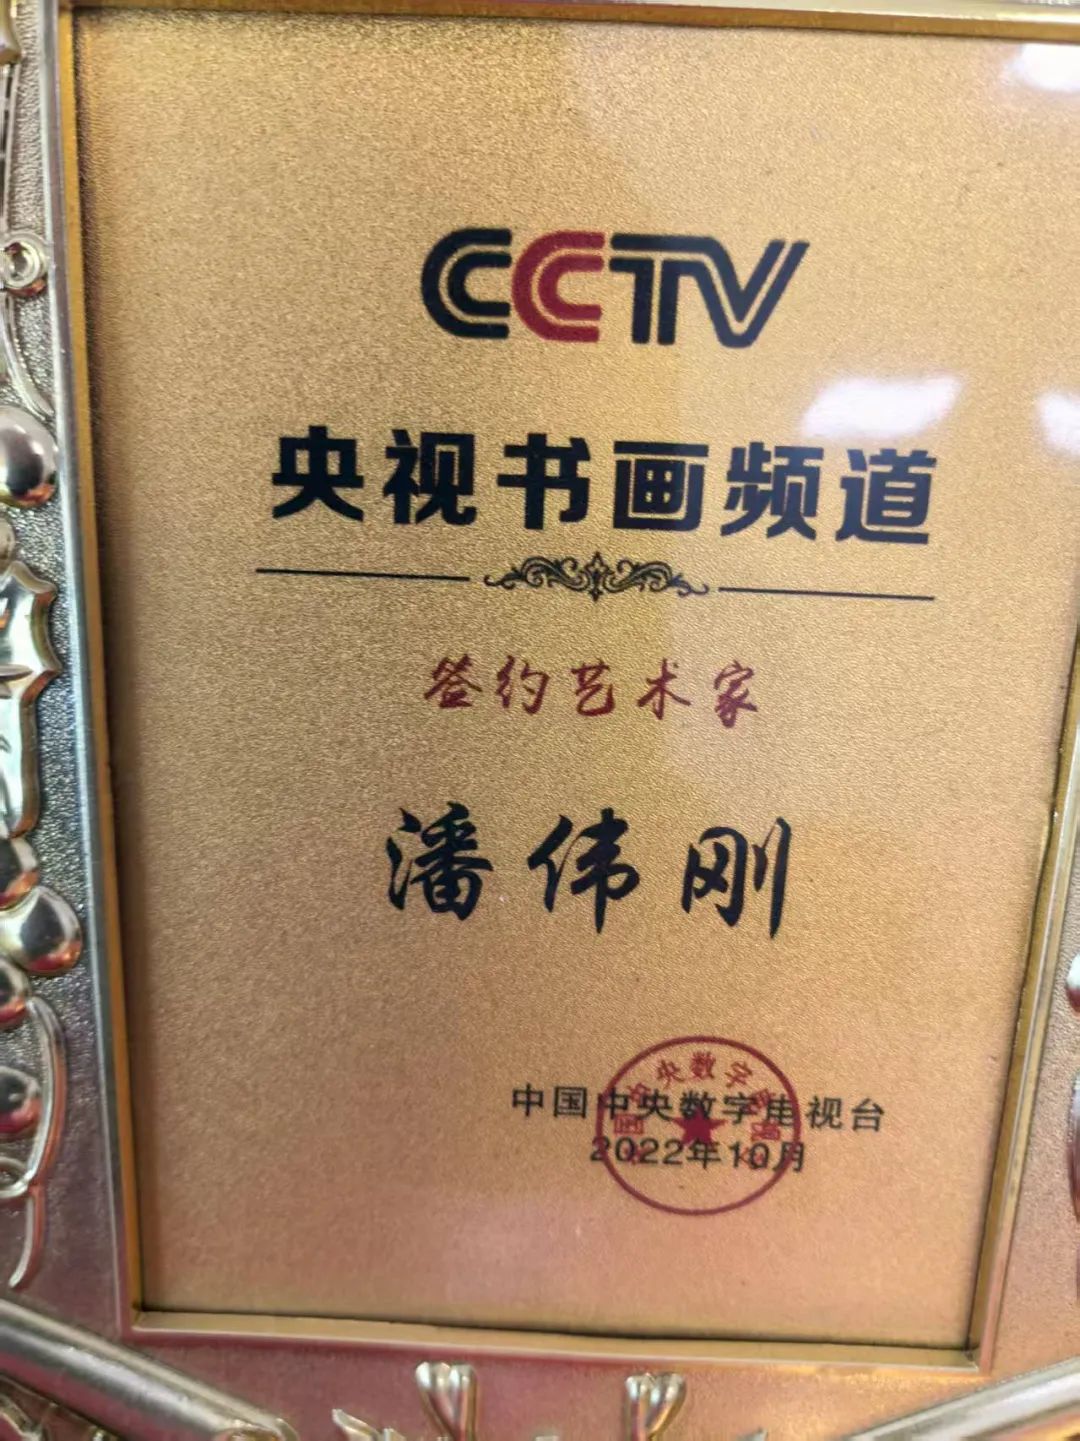 CCTV
央视书画频道
签约艺术家
潘伟刚
中国中央数字电视台
2022年10月